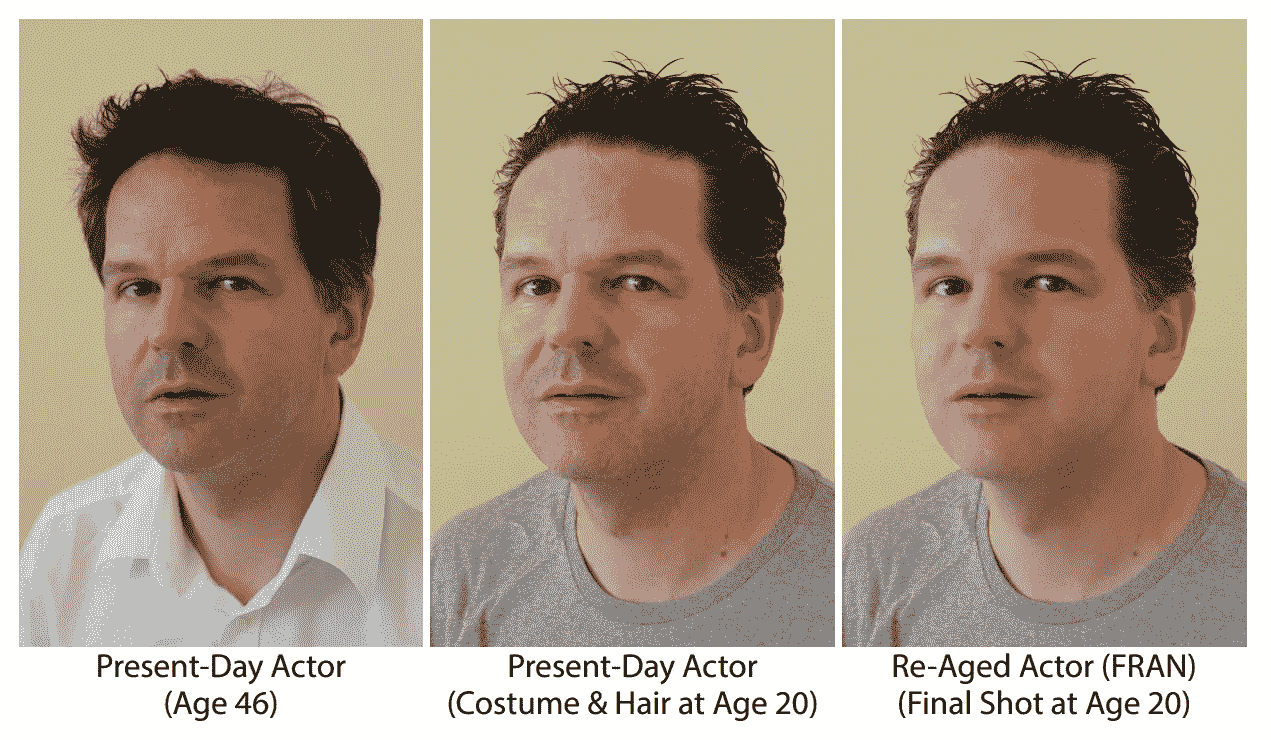 Present-Day Actor
(Age 46)
Present-Day Actor
(Costume & Hair at Age 20)
Re-Aged Actor (FRAN)
(Final Shot at Age 20)